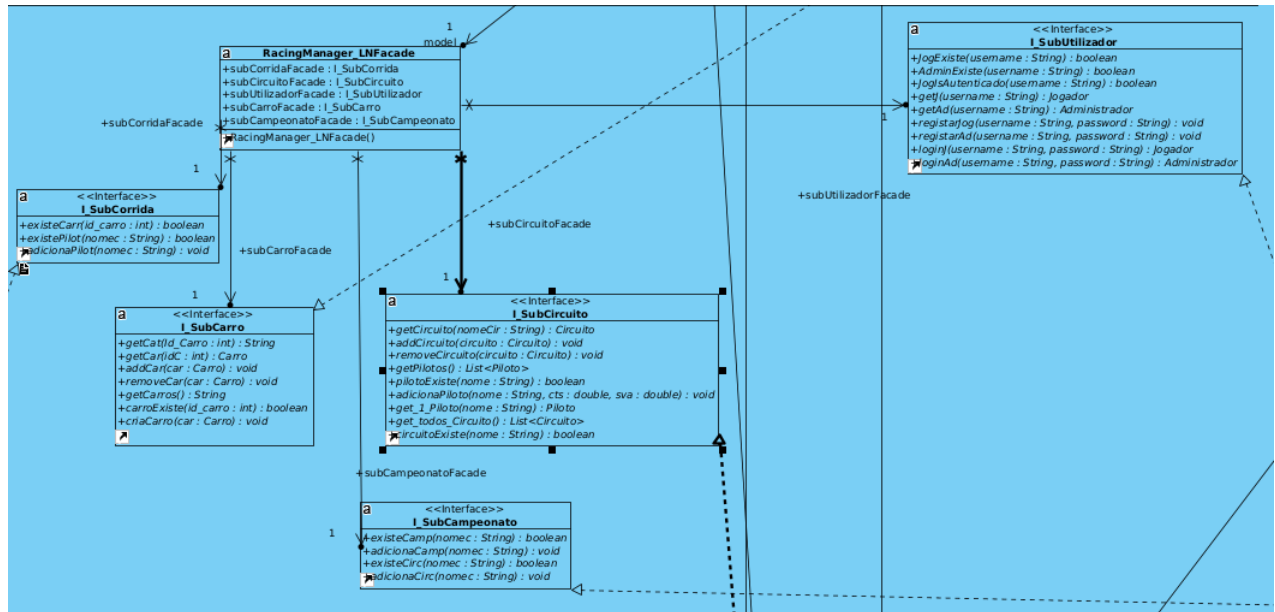 1
model
a
RacingManager_LNFacade
+subCorridaFacade : I_SubCorrida
+subCircuitoFacade : I_SubCircuito
+subUtilizadorFacade : I_SubUtilizador
+subCarroFacade : I_SubCarro
+subCampeonatoFacade : I_SubCampeonato
+RacingManager_LNFacade()
a
<<Interface>>
I_SubUtilizador
+JogExiste(username : String) : boolean
+AdminExiste(username : String) : boolean
+JogIsAutenticado(username : String) : boolean
+getJ(username : String) : Jogador
+getAd(username : String) : Administrador
+registarJog(username : String, password : String) : void
+registarAd(username : String, password : String) : void
+loginJ(username : String, password : String) : Jogador
+loginAd(username : String, password : String) : Administrador
1
+subCorridaFacade
1
a
<<Interface>>
I_SubCorrida
+existeCarr(id_carro : int) : boolean
+existePilot(nomec : String) : boolean
+adicionaPilot(nomec : String) : void
+subUtilizadorFacade
+subCircuitoFacade
+subCarroFacade
1
1
a
<<Interface>>
I_SubCarro
+getCat(Id_Carro : int) : String
+getCar(idC : int) : Carro
+addCar(car : Carro) : void
+removeCar(car : Carro) : void
+getCarros() : String
+carroExiste(id_carro : int) : boolean
+criaCarro(car : Carro) : void
a
<<Interface>>
I_SubCircuito
+getCircuito(nomeCir : String) : Circuito
+addCircuito(circuito : Circuito) : void
+removeCircuito(circuito : Circuito) : void
+getPilotos() : List<Piloto>
+pilotoExiste(nome : String) : boolean
+adicionaPiloto(nome : String, cts : double, sva : double) : void
+get_1_Piloto(nome : String) : Piloto
+get_todos_Circuito() : List<Circuito>
+circuitoExiste(nome : String) : boolean
+subCampeonatoFacade
1
a
<<Interface>>
I_SubCampeonato
+existeCamp(nomec : String) : boolean
+adicionaCamp(nomec : String) : void
+existeCirc(nomec : String) : boolean
+adicionaCirc(nomec : String) : void